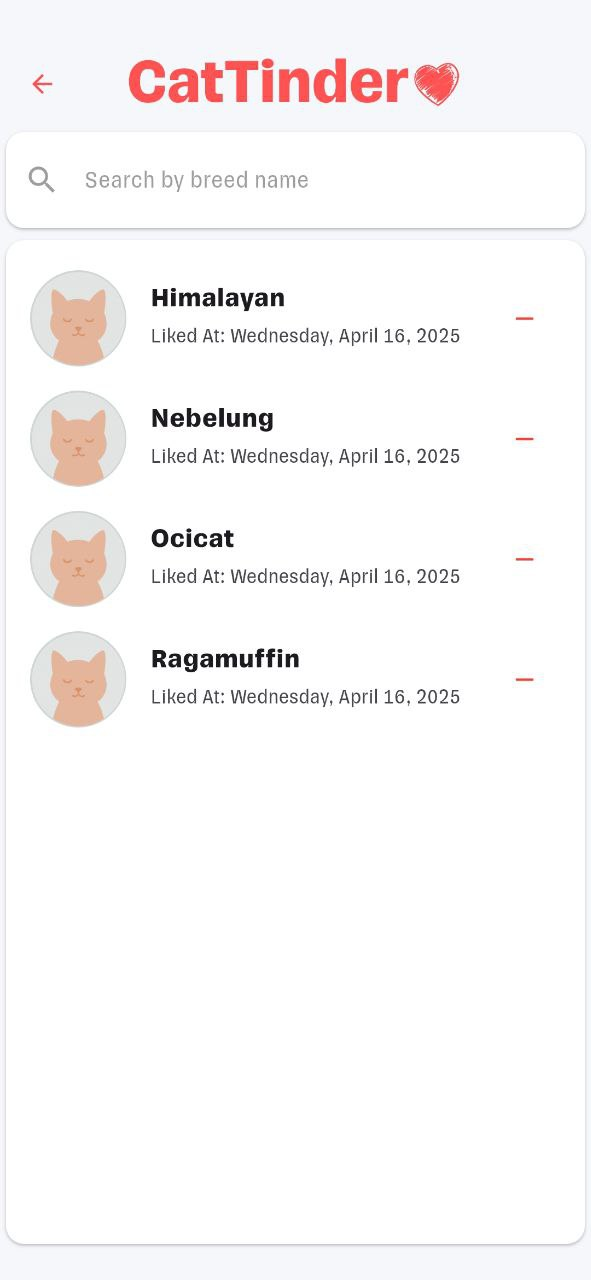 CatTinder
Search by breed name
Himalayan
Liked At: Wednesday, April 16, 2025
Nebelung
Liked At: Wednesday, April 16, 2025
Ocicat
Liked At: Wednesday, April 16, 2025
Ragamuffin
Liked At: Wednesday, April 16, 2025